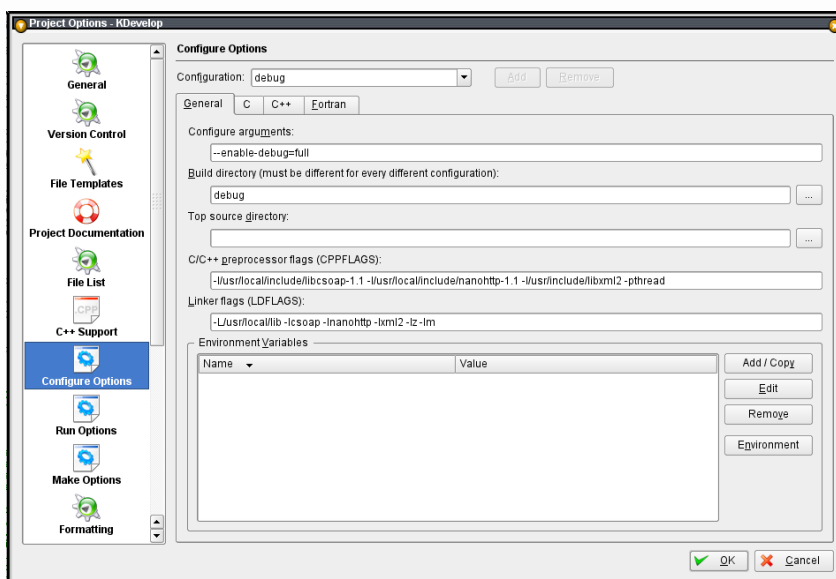 Project Options - KDevelop
General
Version Control
File Templates
Project Documentation
File List
.CPP
C++ Support
Configure Options
Run Options
Make Options
Formatting
Configure Options
Configuration: debug
Add Remove
General C C++ Fortran
Configure arguments:
--enable-debug=full
Build directory (must be different for every different configuration):
debug
...
Top source directory:
...
C/C++ preprocessor flags (CPPFLAGS):
-I/usr/local/include/libcsoap-1.1 -I/usr/local/include/nanohttp-1.1 -I/usr/include/libxml2 -pthread
Linker flags (LDFLAGS):
-L/usr/local/lib -lcsoap -lnanohttp -lxml2 -lz -lm
Environment Variables
Name Value
Add / Copy
Edit
Remove
Environment
OK Cancel